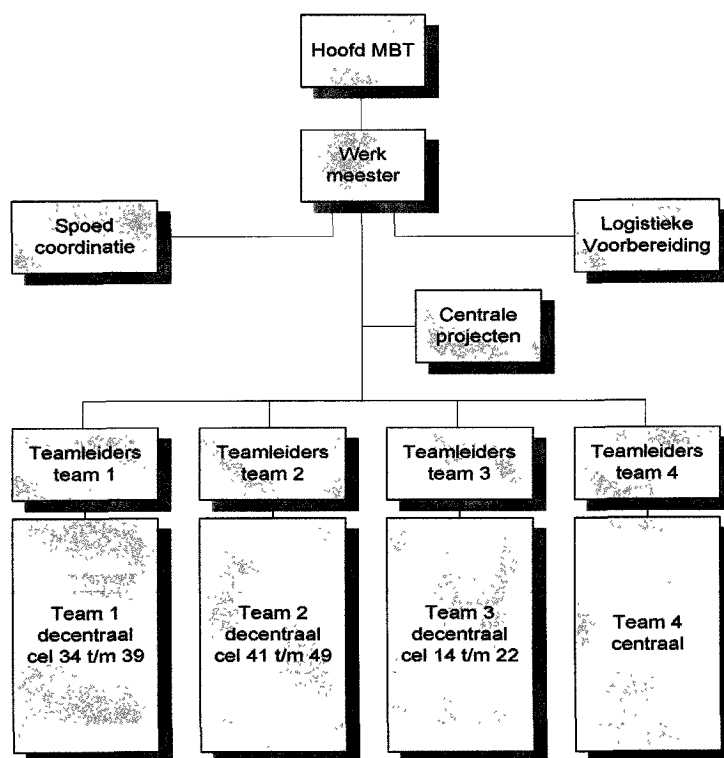 Hoofd MBT
Werk
meester
Spoed
coordinatie
Logistieke
Voorbereiding
Centrale
projecten
Teamleiders
team 1
Teamleiders
team 2
Teamleiders
team 3
Teamleiders
team 4
Team 1
decentraal
cel 34 t/m 39
Team 2
decentraal
cel 41 t/m 49
Team 3
decentraal
cel 14 t/m 22
Team 4
centraal